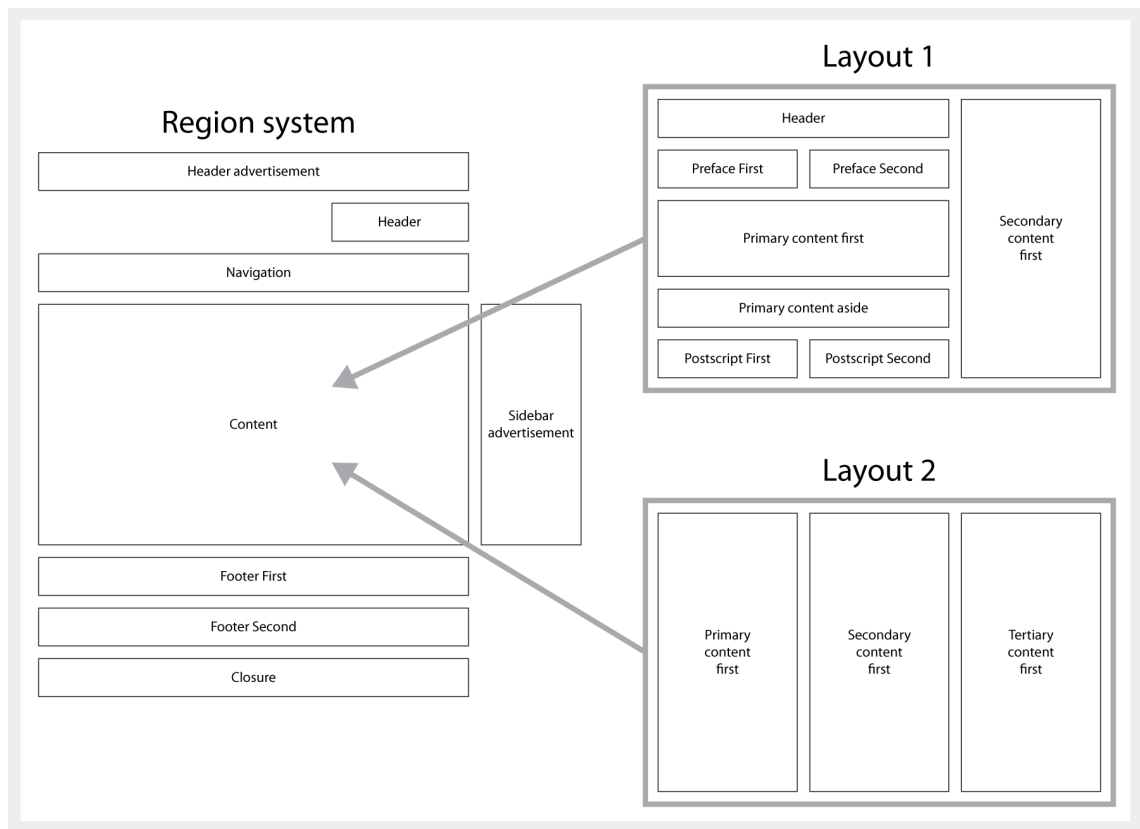 Region system
Header advertisement
Header
Navigation
Content
Sidebar
advertisement
Footer First
Footer Second
Closure
Layout 1
Header
Preface First
Preface Second
Primary content first
Primary content aside
Postscript First
Postscript Second
Secondary
content
first
Layout 2
Primary
content
first
Secondary
content
first
Tertiary
content
first